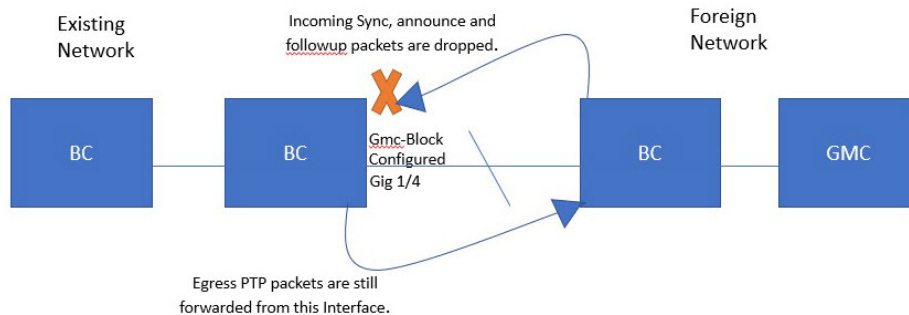 Existing
Network
Incoming Sync, announce and
followup packets are dropped.
Foreign
Network
BC
BC
Gmc-Block
Configured
Gig 1/4
BC
GMC
Egress PTP packets are still
forwarded from this Interface.